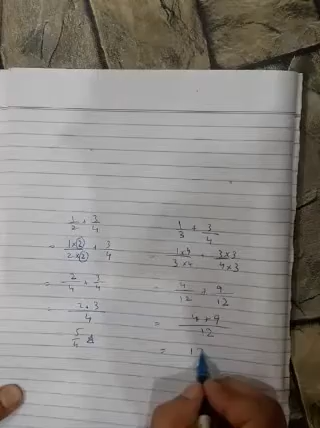 1/2 + 3/4
= 1×2/2×2 + 3/4
= 2/4 + 3/4
= 2+3/4
5/4
1/3 + 3/4
= 1×4/3×4 + 3×3/4×3
= 4/12 + 9/12
= 4+9/12
= 1